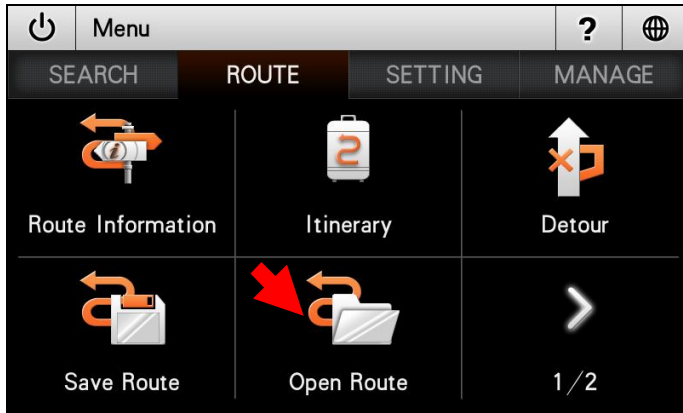 Menu ?
SEARCH ROUTE SETTING MANAGE
Route Information Itinerary Detour
Save Route Open Route 1/2